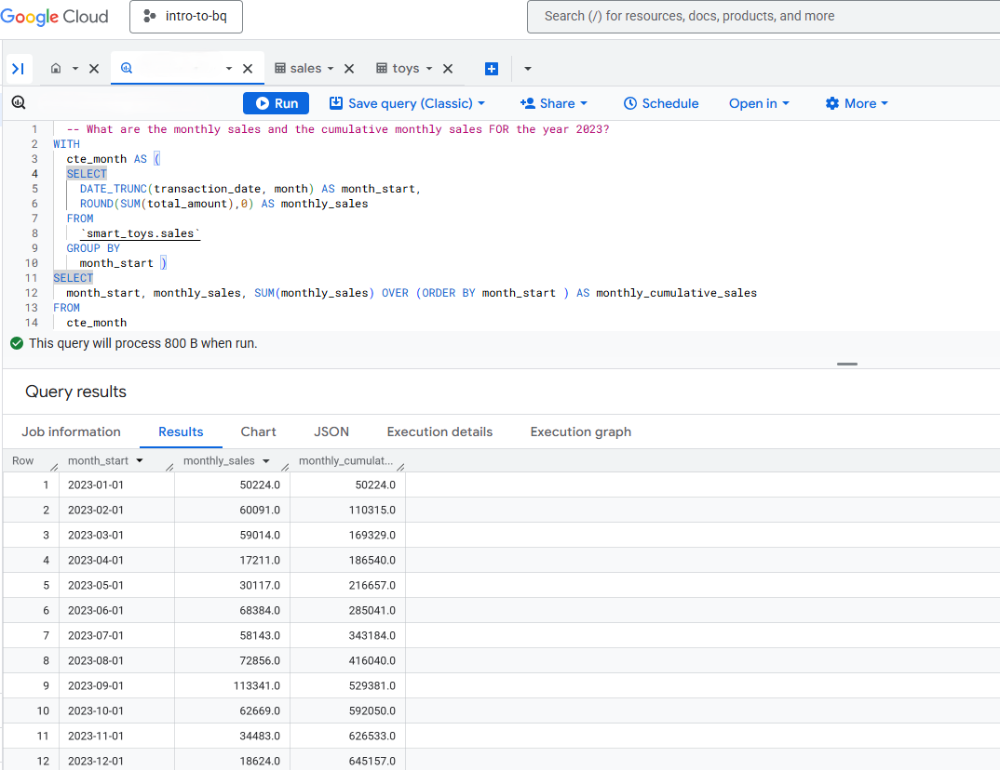 Google Cloud
intro-to-bq
Search (/) for resources, docs, products, and more
sales
toys
Run
Save query (Classic)
Share
Schedule
Open in
More
1 -- What are the monthly sales and the cumulative monthly sales FOR the year 2023?
2 WITH
3 cte_month AS (
4 SELECT
5 DATE_TRUNC(transaction_date, month) AS month_start,
6 ROUND(SUM(total_amount),0) AS monthly_sales
7 FROM
8 `smart_toys.sales`
9 GROUP BY
10 month_start )
11 SELECT
12 month_start, monthly_sales, SUM(monthly_sales) OVER (ORDER BY month_start ) AS monthly_cumulative_sales
13 FROM
14 cte_month
This query will process 800 B when run.
Query results
Job information Results Chart JSON Execution details Execution graph
Row month_start monthly_sales monthly_cumulat...
1 2023-01-01 50224.0 50224.0
2 2023-02-01 60091.0 110315.0
3 2023-03-01 59014.0 169329.0
4 2023-04-01 17211.0 186540.0
5 2023-05-01 30117.0 216657.0
6 2023-06-01 68384.0 285041.0
7 2023-07-01 58143.0 343184.0
8 2023-08-01 72856.0 416040.0
9 2023-09-01 113341.0 529381.0
10 2023-10-01 62669.0 592050.0
11 2023-11-01 34483.0 626533.0
12 2023-12-01 18624.0 645157.0